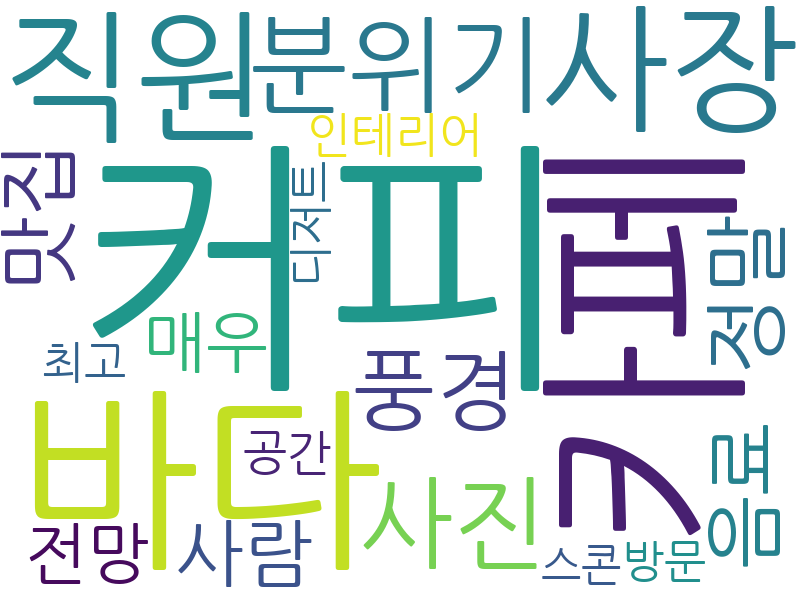 직원
분위기
사장
인테리어
맛집
커피
디저트
카페
정말
매우
최고
풍경
바다
공간
사진
음료
전망
사람
스콘
방문